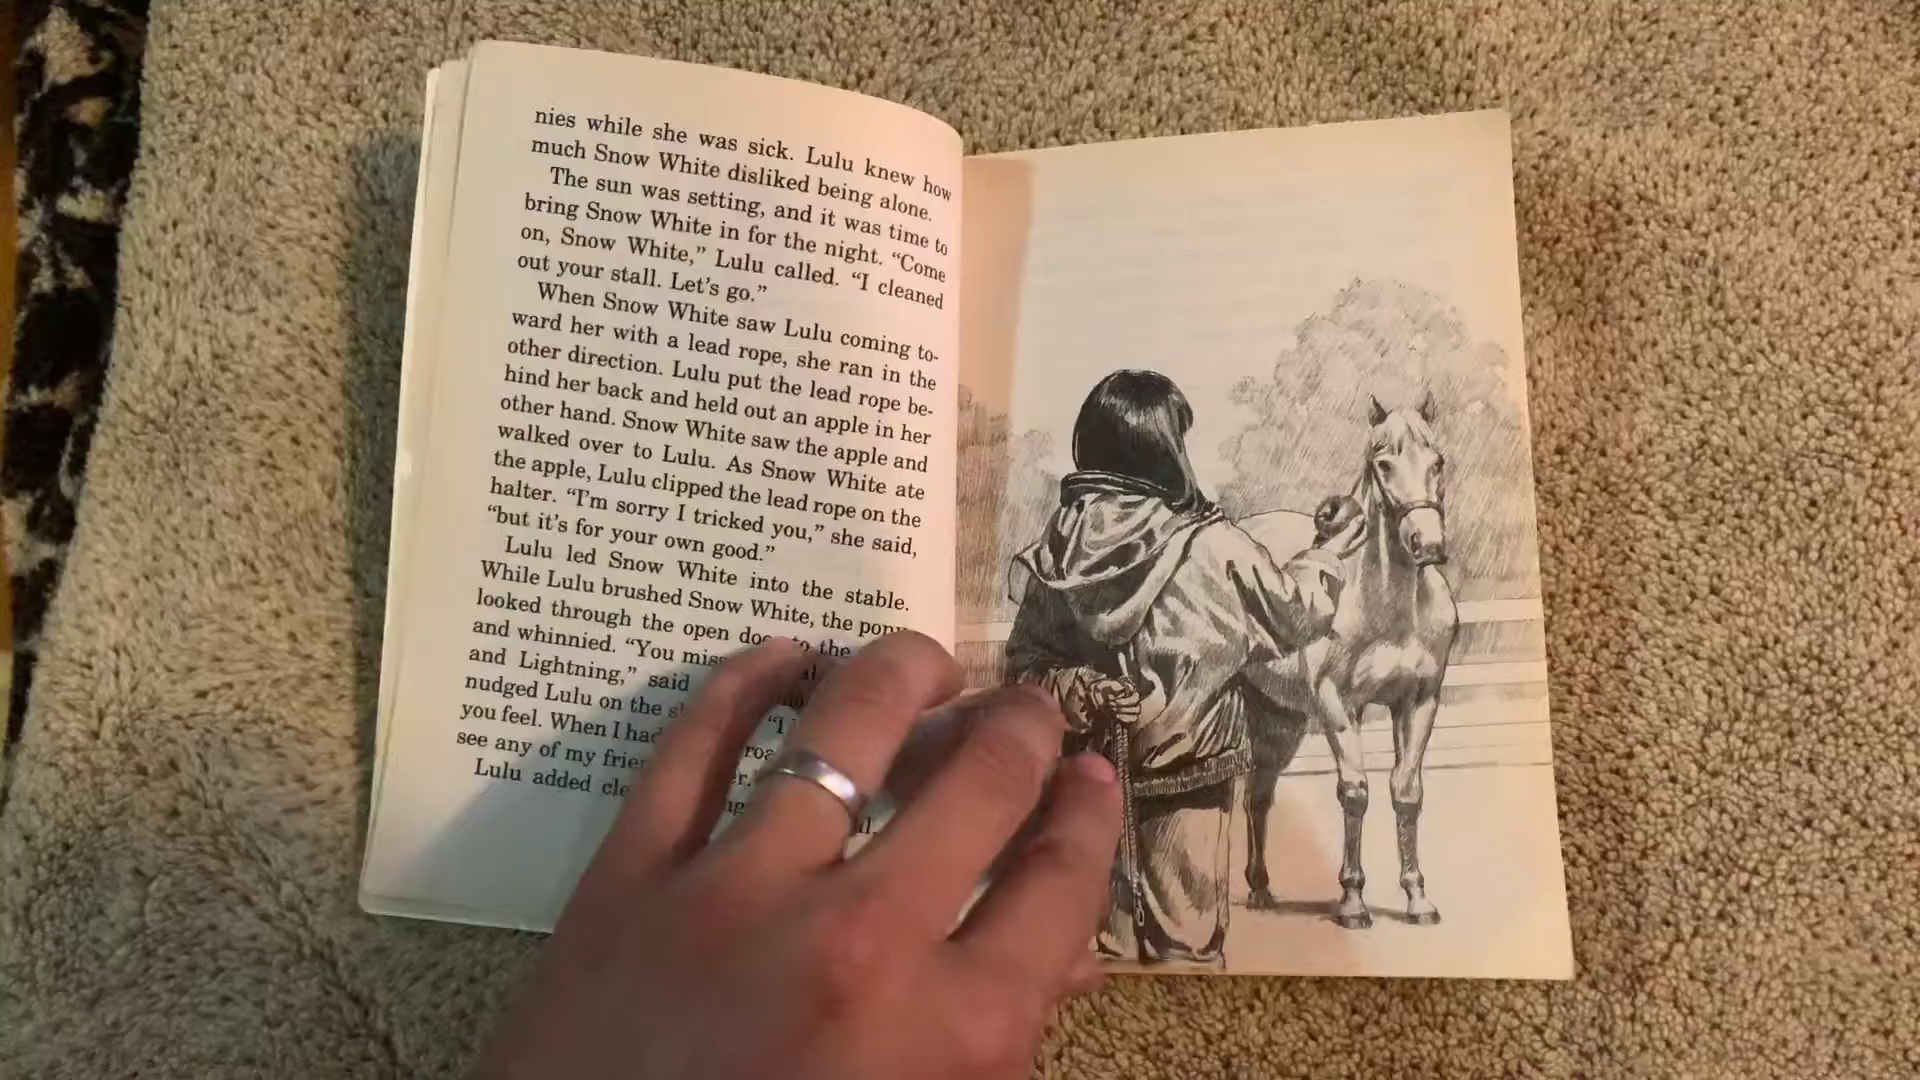 nies while she was sick. Lulu knew how
much Snow White disliked being alone.
The sun was setting, and it was time to
bring Snow White in for the night. “Come
on, Snow White,” Lulu called. “I cleaned
out your stall. Let’s go.”
When Snow White saw Lulu coming to-
ward her with a lead rope, she ran in the
other direction. Lulu put the lead rope be-
hind her back and held out an apple in her
other hand. Snow White saw the apple and
walked over to Lulu. As Snow White ate
the apple, Lulu clipped the lead rope on the
halter. “I’m sorry I tricked you,” she said,
“but it’s for your own good.”
Lulu led Snow White into the stable.
While Lulu brushed Snow White, the pony
looked through the open to the
and whinnied. “You
and Lightning,” said
nudged Lulu on the “I
you feel. When I had
see any of my
Lulu added